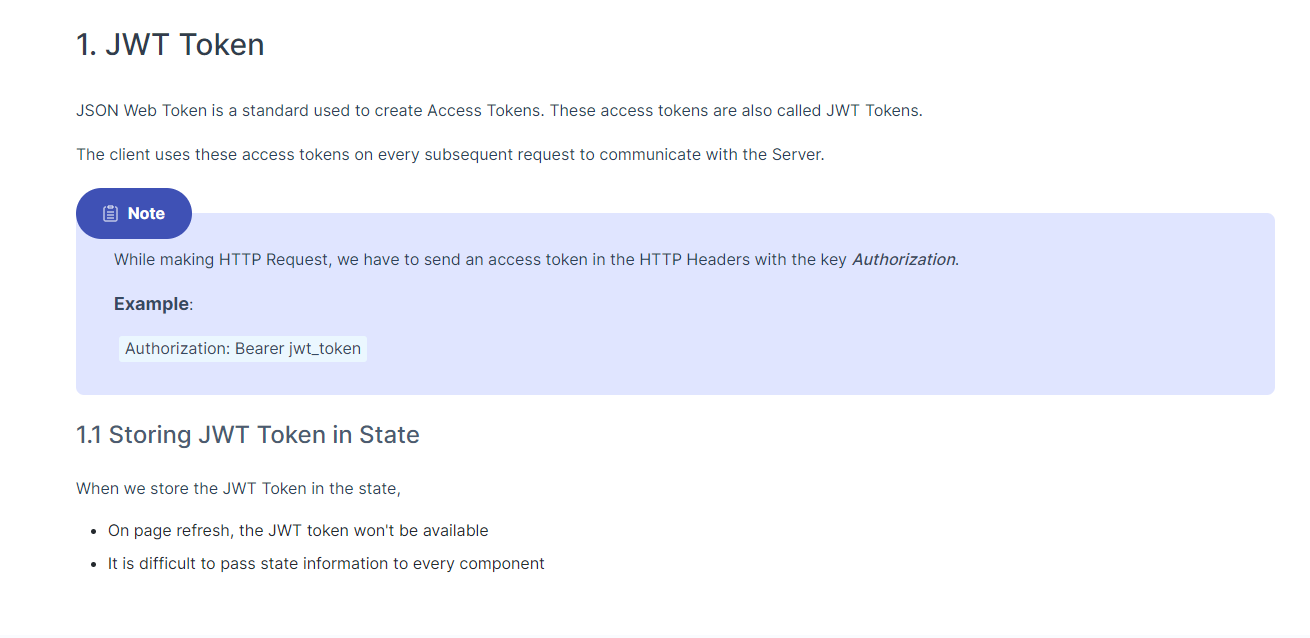 1. JWT Token
JSON Web Token is a standard used to create Access Tokens. These access tokens are also called JWT Tokens.
The client uses these access tokens on every subsequent request to communicate with the Server.
Note
While making HTTP Request, we have to send an access token in the HTTP Headers with the key Authorization.
Example:
Authorization: Bearer jwt_token
1.1 Storing JWT Token in State
When we store the JWT Token in the state,
• On page refresh, the JWT token won't be available
• It is difficult to pass state information to every component